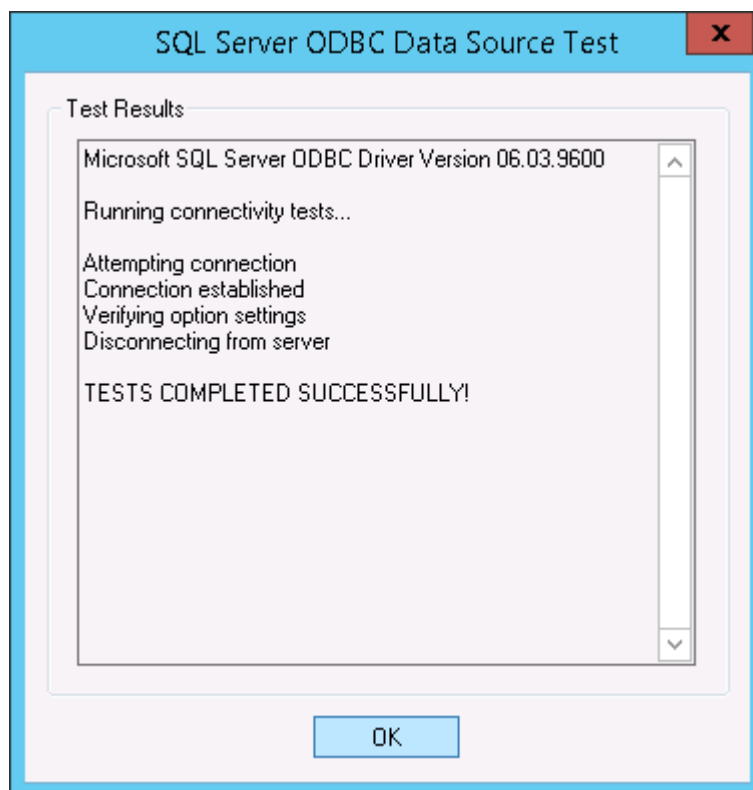 SQL Server ODBC Data Source Test
x
Test Results
Microsoft SQL Server ODBC Driver Version 06.03.9600
Running connectivity tests...
Attempting connection
Connection established
Verifying option settings
Disconnecting from server
TESTS COMPLETED SUCCESSFULLY!
OK